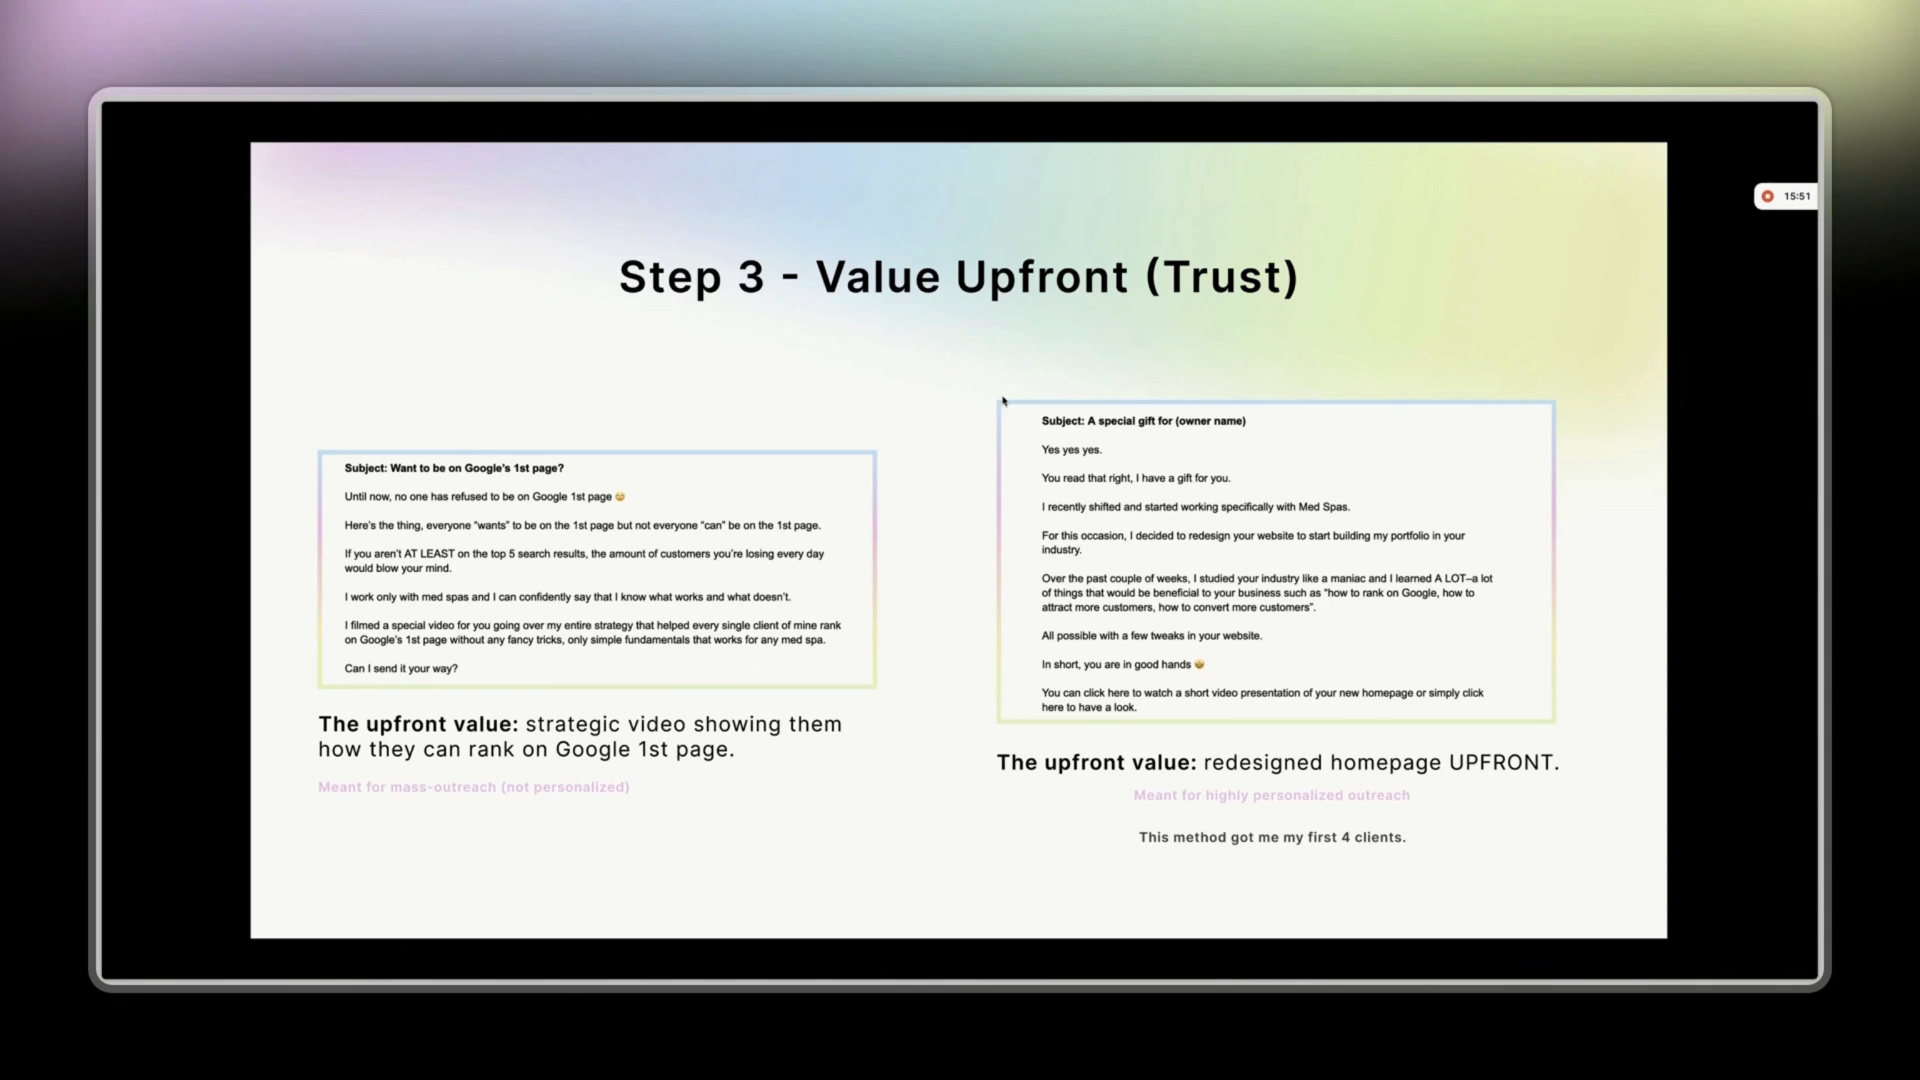 15:51
Step 3 - Value Upfront (Trust)
Subject: Want to be on Google's 1st page?
Until now, no one has refused to be on Google 1st page 😁
Here's the thing, everyone “wants” to be on the 1st page but not everyone “can” be on the 1st page.
If you aren't AT LEAST on the top 5 search results, the amount of customers you're losing every day
would blow your mind.
I work only with med spas and I can confidently say that I know what works and what doesn't.
I filmed a special video for you going over my entire strategy that helped every single client of mine rank
on Google's 1st page without any fancy tricks, only simple fundamentals that works for any med spa.
Can I send it your way?
The upfront value: strategic video showing them
how they can rank on Google 1st page.
Meant for mass-outreach (not personalized)
Subject: A special gift for (owner name)
Yes yes yes.
You read that right, I have a gift for you.
I recently shifted and started working specifically with Med Spas.
For this occasion, I decided to redesign your website to start building my portfolio in your
industry.
Over the past couple of weeks, I studied your industry like a maniac and I learned A LOT–a lot
of things that would be beneficial to your business such as “how to rank on Google, how to
attract more customers, how to convert more customers”.
All possible with a few tweaks in your website.
In short, you are in good hands 🤩
You can click here to watch a short video presentation of your new homepage or simply click
here to have a look.
The upfront value: redesigned homepage UPFRONT.
Meant for highly personalized outreach
This method got me my first 4 clients.